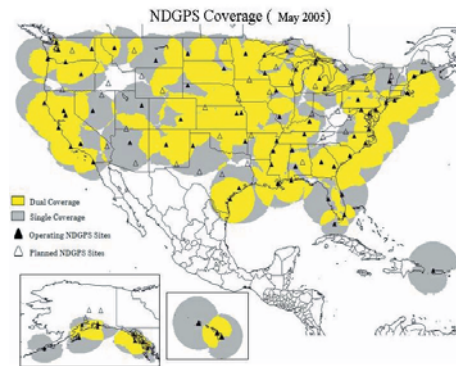 NDGPS Coverage ( May 2005)
Dual Coverage
Single Coverage
Operating NDGPS Sites
Planned NDGPS Sites